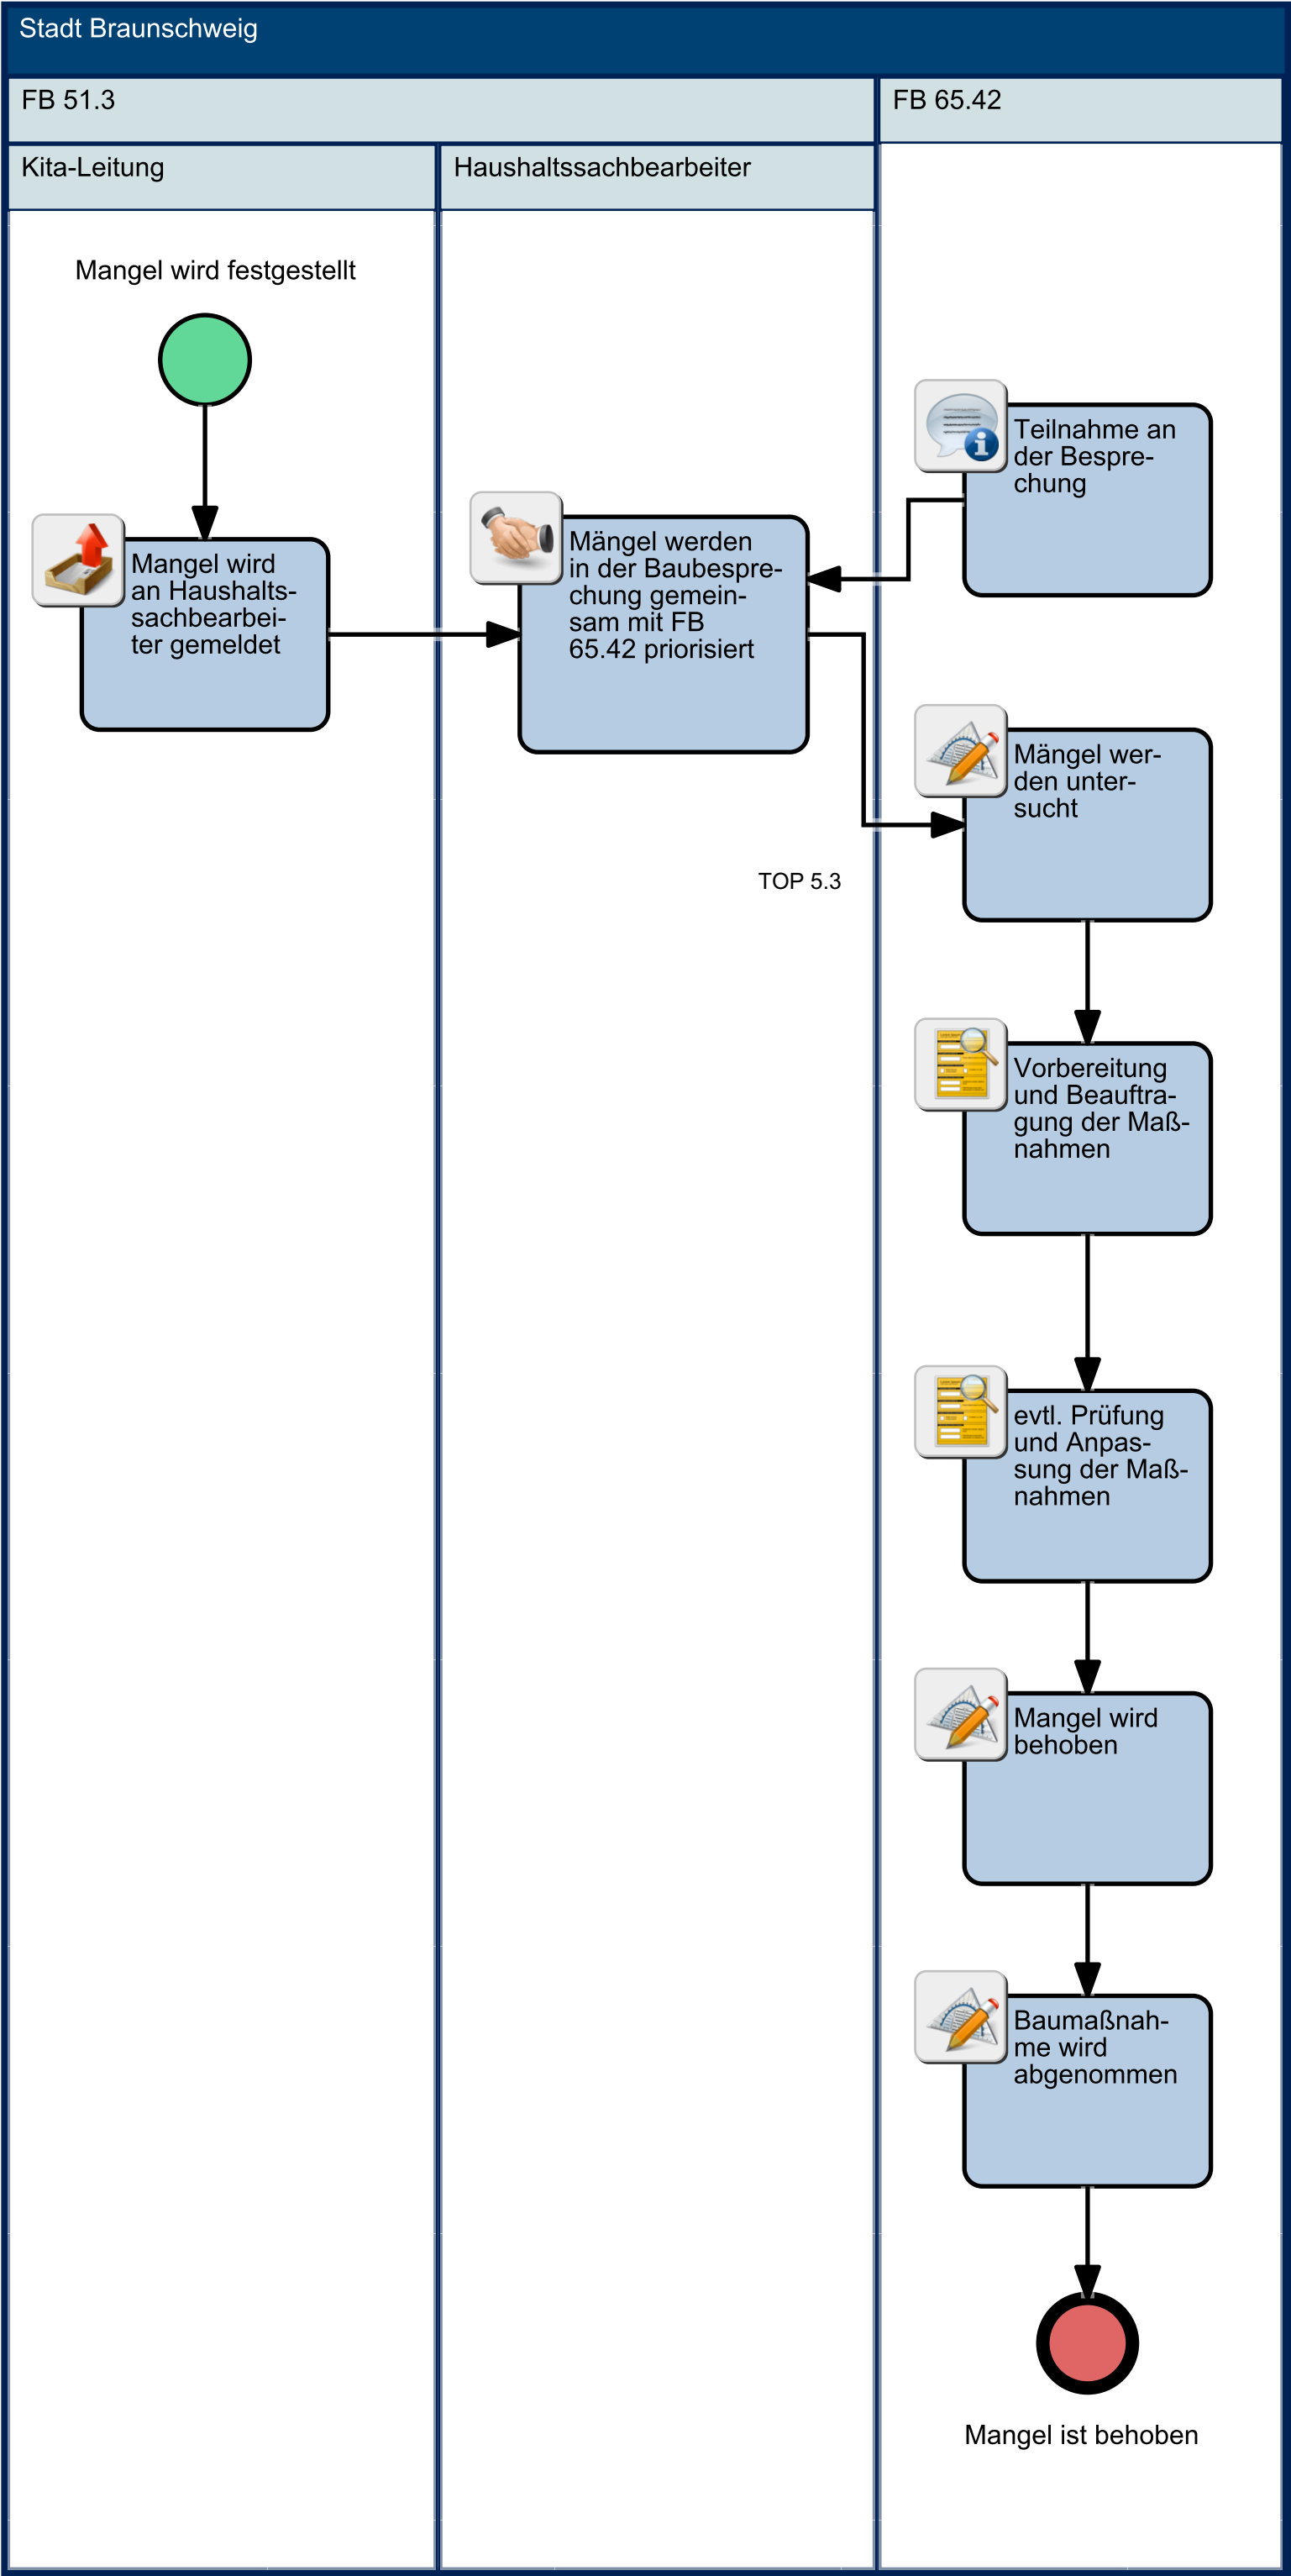 Stadt Braunschweig
FB 51.3
FB 65.42
Kita-Leitung
Haushaltssachbearbeiter
Mangel wird festgestellt
Mangel wird
an Haushalts-
sachbearbei-
ter gemeldet
Mängel werden
in der Baubespre-
chung gemein-
sam mit FB
65.42 priorisiert
Teilnahme an
der Bespre-
chung
Mängel wer-
den unter-
sucht
TOP 5.3
Vorbereitung
und Beauftra-
gung der Maß-
nahmen
evtl. Prüfung
und Anpas-
sung der Maß-
nahmen
Mangel wird
behoben
Baumaßnah-
me wird
abgenommen
Mangel ist behoben